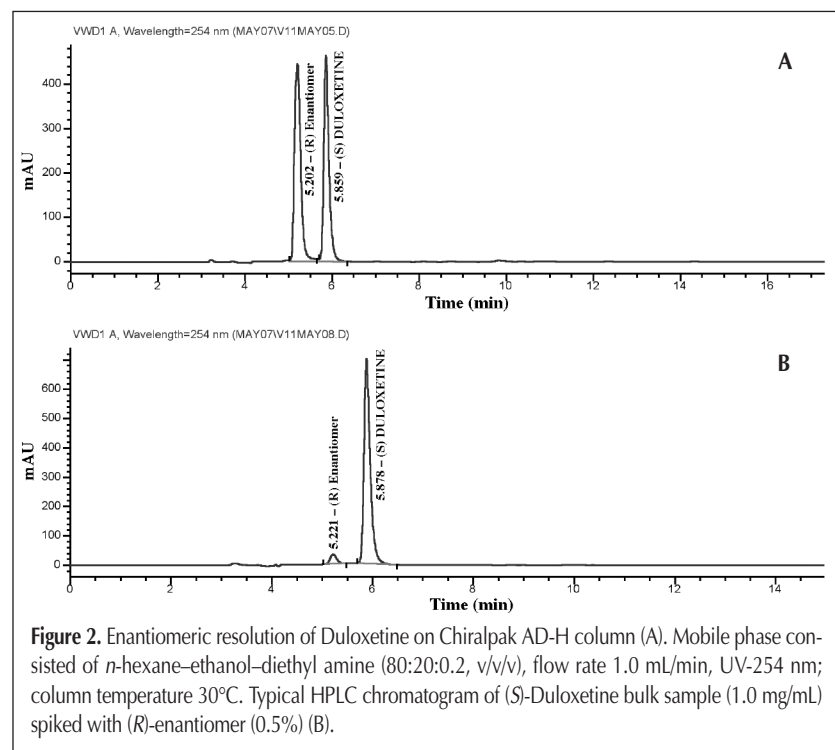 VWD1 A, Wavelength=254 nm (MAY07\V11MAY05.D)
A
mAU
400
300
200
100
0
5.202 – (R) Enantiomer
5.859 – (S) DULOXETINE
0 2 4 6 8 10 12 14 16
Time (min)
VWD1 A, Wavelength=254 nm (MAY07\V11MAY08.D)
B
mAU
600
500
400
300
200
100
0
5.221 – (R) Enantiomer
5.878 – (S) DULOXETINE
0 2 4 6 8 10 12 14
Time (min)
Figure 2. Enantiomeric resolution of Duloxetine on Chiralpak AD-H column (A). Mobile phase con-
sisted of n-hexane–ethanol–diethyl amine (80:20:0.2, v/v/v), flow rate 1.0 mL/min, UV-254 nm;
column temperature 30°C. Typical HPLC chromatogram of (S)-Duloxetine bulk sample (1.0 mg/mL)
spiked with (R)-enantiomer (0.5%) (B).